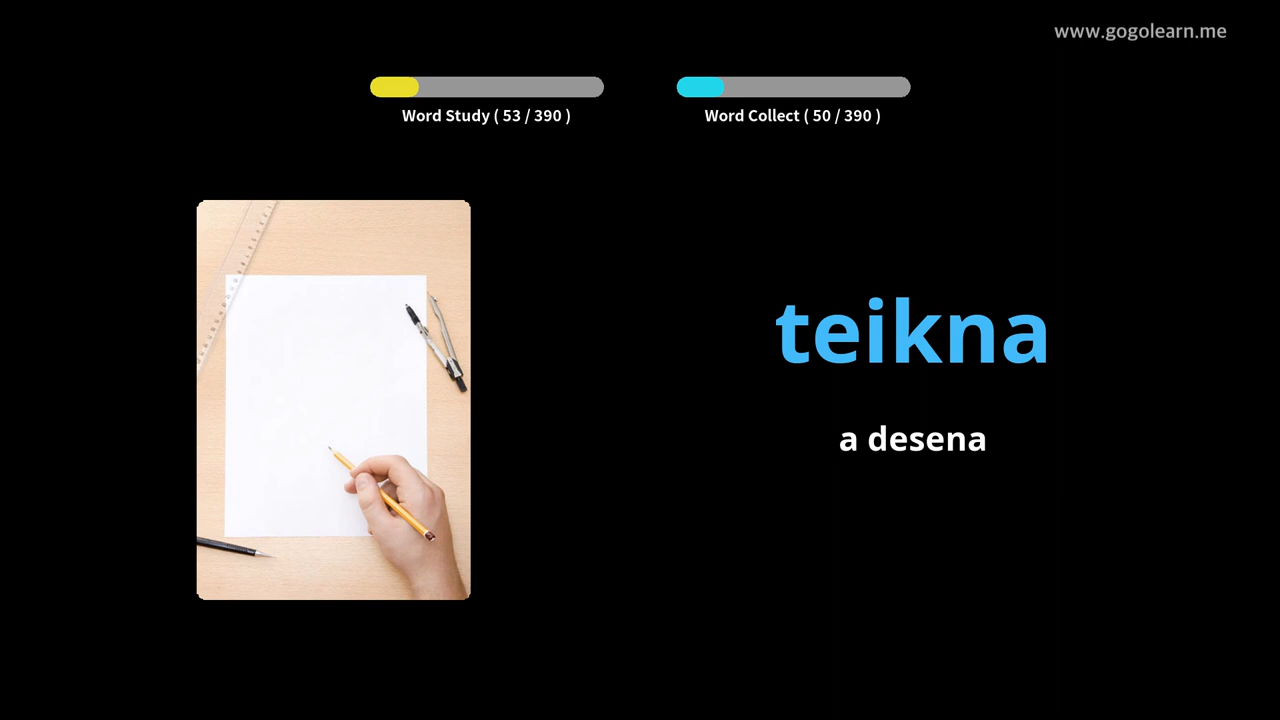 www.gogolearn.me
Word Study ( 53 / 390 )
Word Collect ( 50 / 390 )
teikna
a desena